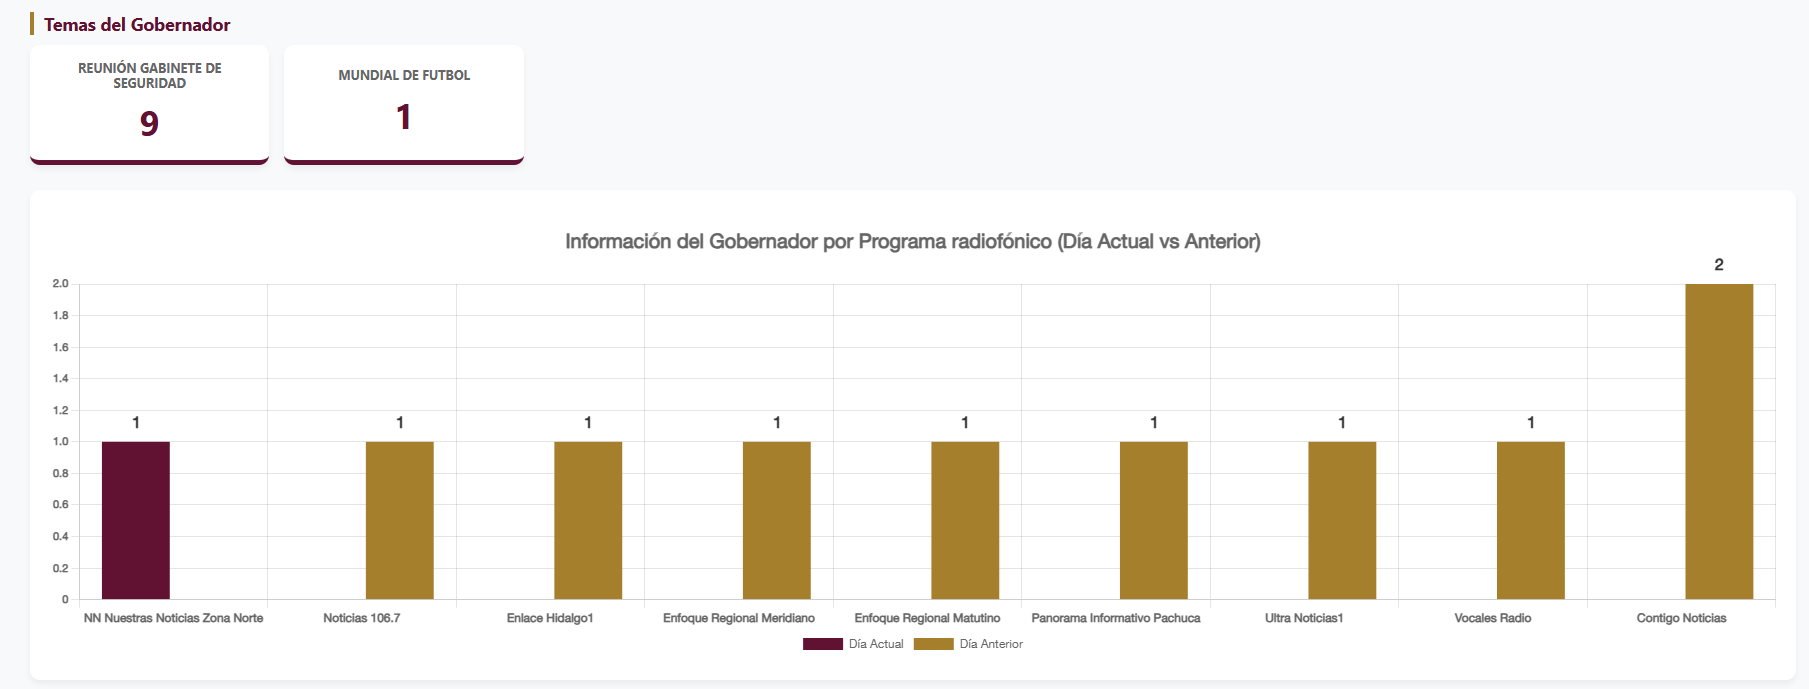 Temas del Gobernador
REUNIÓN GABINETE DE
SEGURIDAD
9
MUNDIAL DE FUTBOL
1
Información del Gobernador por Programa radiofónico (Día Actual vs Anterior)
2.0
1.8
1.6
1.4
1.2
1.0
0.8
0.6
0.4
0.2
0
1
1
1
1
1
1
1
1
2
NN Nuestras Noticias Zona Norte
Noticias 106.7
Enlace Hidalgo1
Enfoque Regional Meridiano
Enfoque Regional Matutino
Panorama Informativo Pachuca
Ultra Noticias1
Vocales Radio
Contigo Noticias
Día Actual
Día Anterior